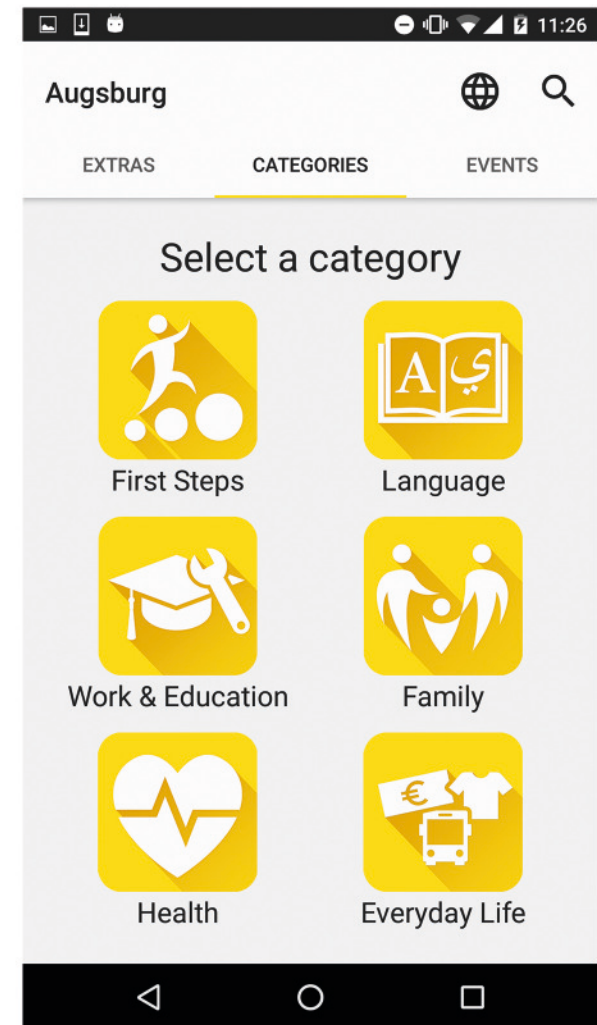 11:26
Augsburg
EXTRAS CATEGORIES EVENTS
Select a category
A ي
First Steps Language
Work & Education Family
€
Health Everyday Life